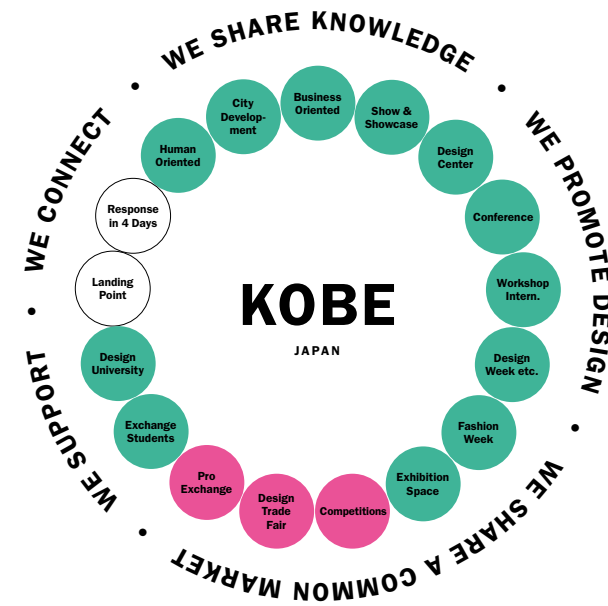 WE SHARE KNOWLEDGE
WE PROMOTE DESIGN
WE SHARE A COMMON MARKET
WE SUPPORT
WE CONNECT
Business
Oriented
Show &
Showcase
Design
Center
Conference
Workshop
Intern.
Design
Week etc.
Fashion
Week
Exhibition
Space
Competitions
Design
Trade
Fair
Pro
Exchange
Exchange
Students
Design
University
Landing
Point
Response
in 4 Days
Human
Oriented
City
Develop-
ment
KOBE
JAPAN